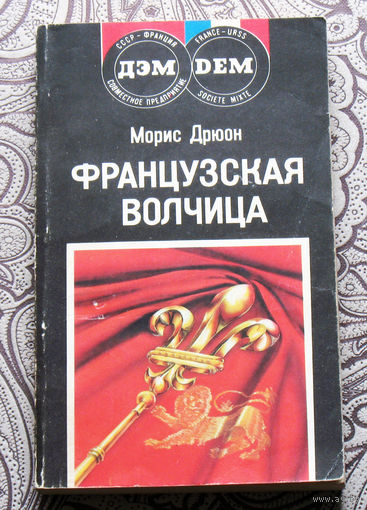 СССР - ФРАНЦИЯ
ДЭМ
СОВМЕСТНОЕ ПРЕДПРИЯТИЕ
FRANCE - URSS
DEM
SOCIETE MIXTE
Морис Дрюон
ФРАНЦУЗСКАЯ
ВОЛЧИЦА